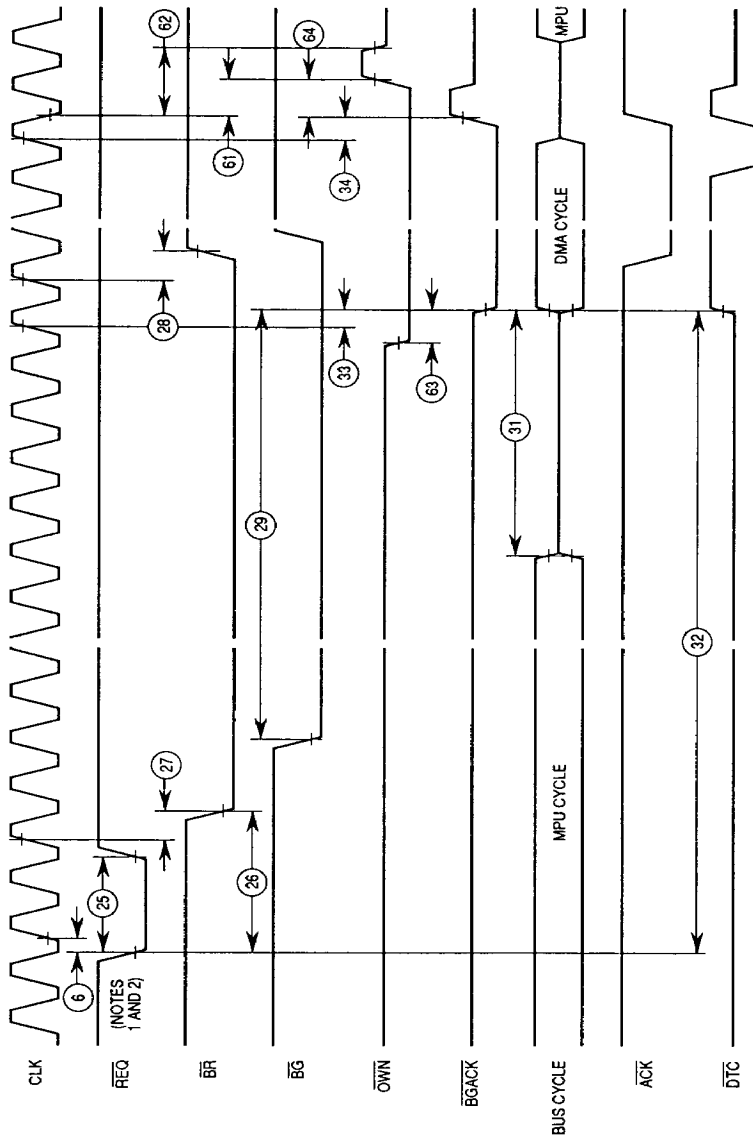 CLK
6
62
REQ
(NOTES
1 AND 2)
25
27
28
BR
26
61
64
BG
29
33
34
OWN
63
BGACK
31
BUS CYCLE
MPU CYCLE
DMA CYCLE
MPU
ACK
32
DTC